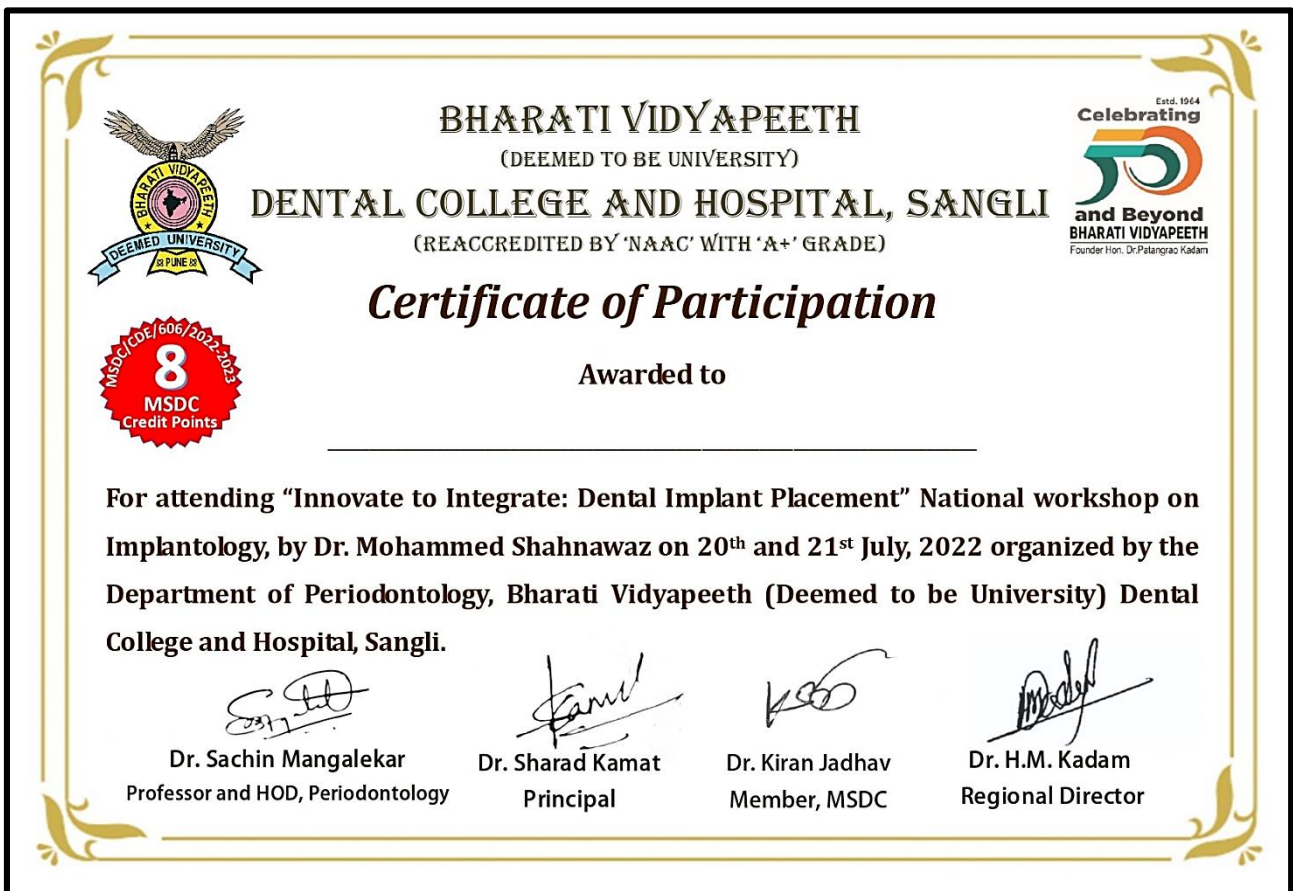 BHARATI VIDYAPEETH
(DEEMED TO BE UNIVERSITY)
DENTAL COLLEGE AND HOSPITAL, SANGLI
(REACCREDITED BY ‘NAAC’ WITH ‘A+’ GRADE)
BHARATI VIDYAPEETH
DEEMED UNIVERSITY
PUNE
Estd. 1964
Celebrating
50
and Beyond
BHARATI VIDYAPEETH
Founder Hon. Dr.Patangrao Kadam
Certificate of Participation
MSDC/CDE/606/2022-2023
8
MSDC
Credit Points
Awarded to
For attending “Innovate to Integrate: Dental Implant Placement” National workshop on
Implantology, by Dr. Mohammed Shahnawaz on 20th and 21st July, 2022 organized by the
Department of Periodontology, Bharati Vidyapeeth (Deemed to be University) Dental
College and Hospital, Sangli.
Dr. Sachin Mangalekar
Professor and HOD, Periodontology
Dr. Sharad Kamat
Principal
Dr. Kiran Jadhav
Member, MSDC
Dr. H.M. Kadam
Regional Director